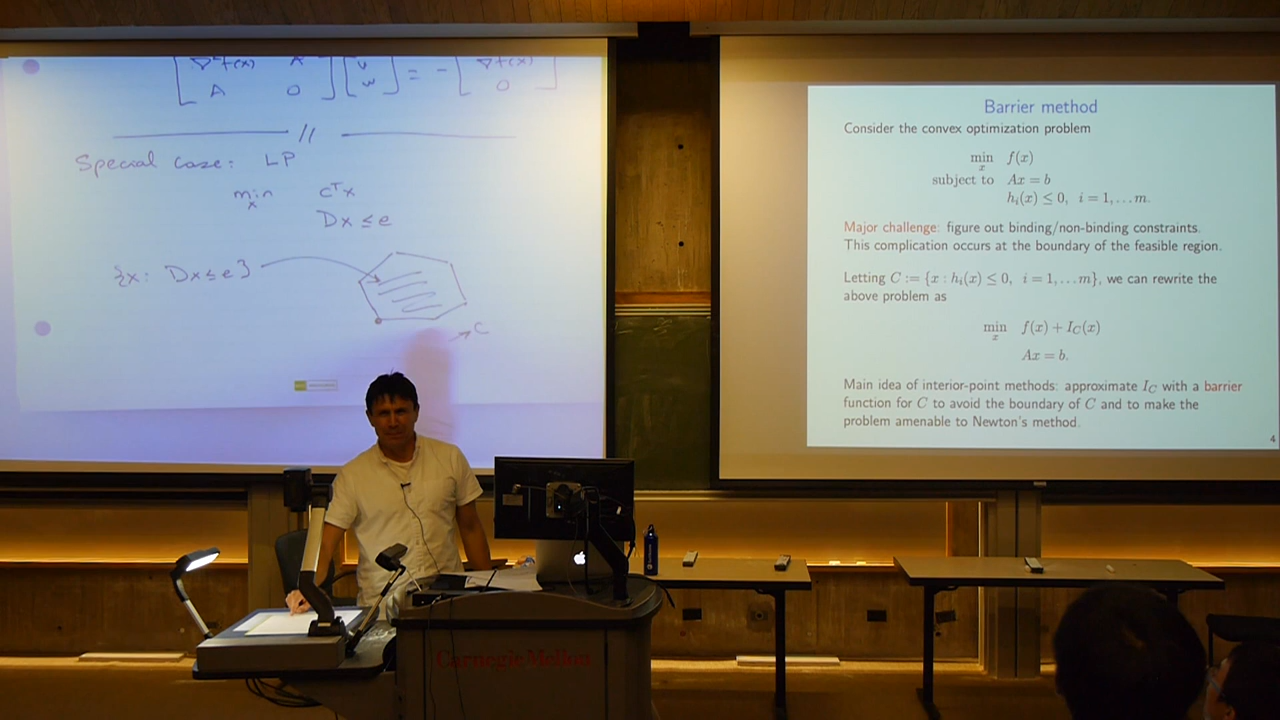 ∇²f(x) Aᵀ v = - ∇f(x)
A 0 w 0
Special case: LP
min cᵀx
x
Dx ≤ e
{x: Dx ≤ e}
C
Barrier method
Consider the convex optimization problem
min f(x)
x
subject to Ax = b
hᵢ(x) ≤ 0, i = 1, … m.
Major challenge: figure out binding/non-binding constraints.
This complication occurs at the boundary of the feasible region.
Letting C := {x : hᵢ(x) ≤ 0, i = 1, … m}, we can rewrite the
above problem as
min f(x) + I_C(x)
x
Ax = b.
Main idea of interior-point methods: approximate I_C with a barrier
function for C to avoid the boundary of C and to make the
problem amenable to Newton's method.
4
Carnegie Mellon